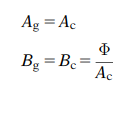 A_g = A_c
B_g = B_c = Φ / A_c